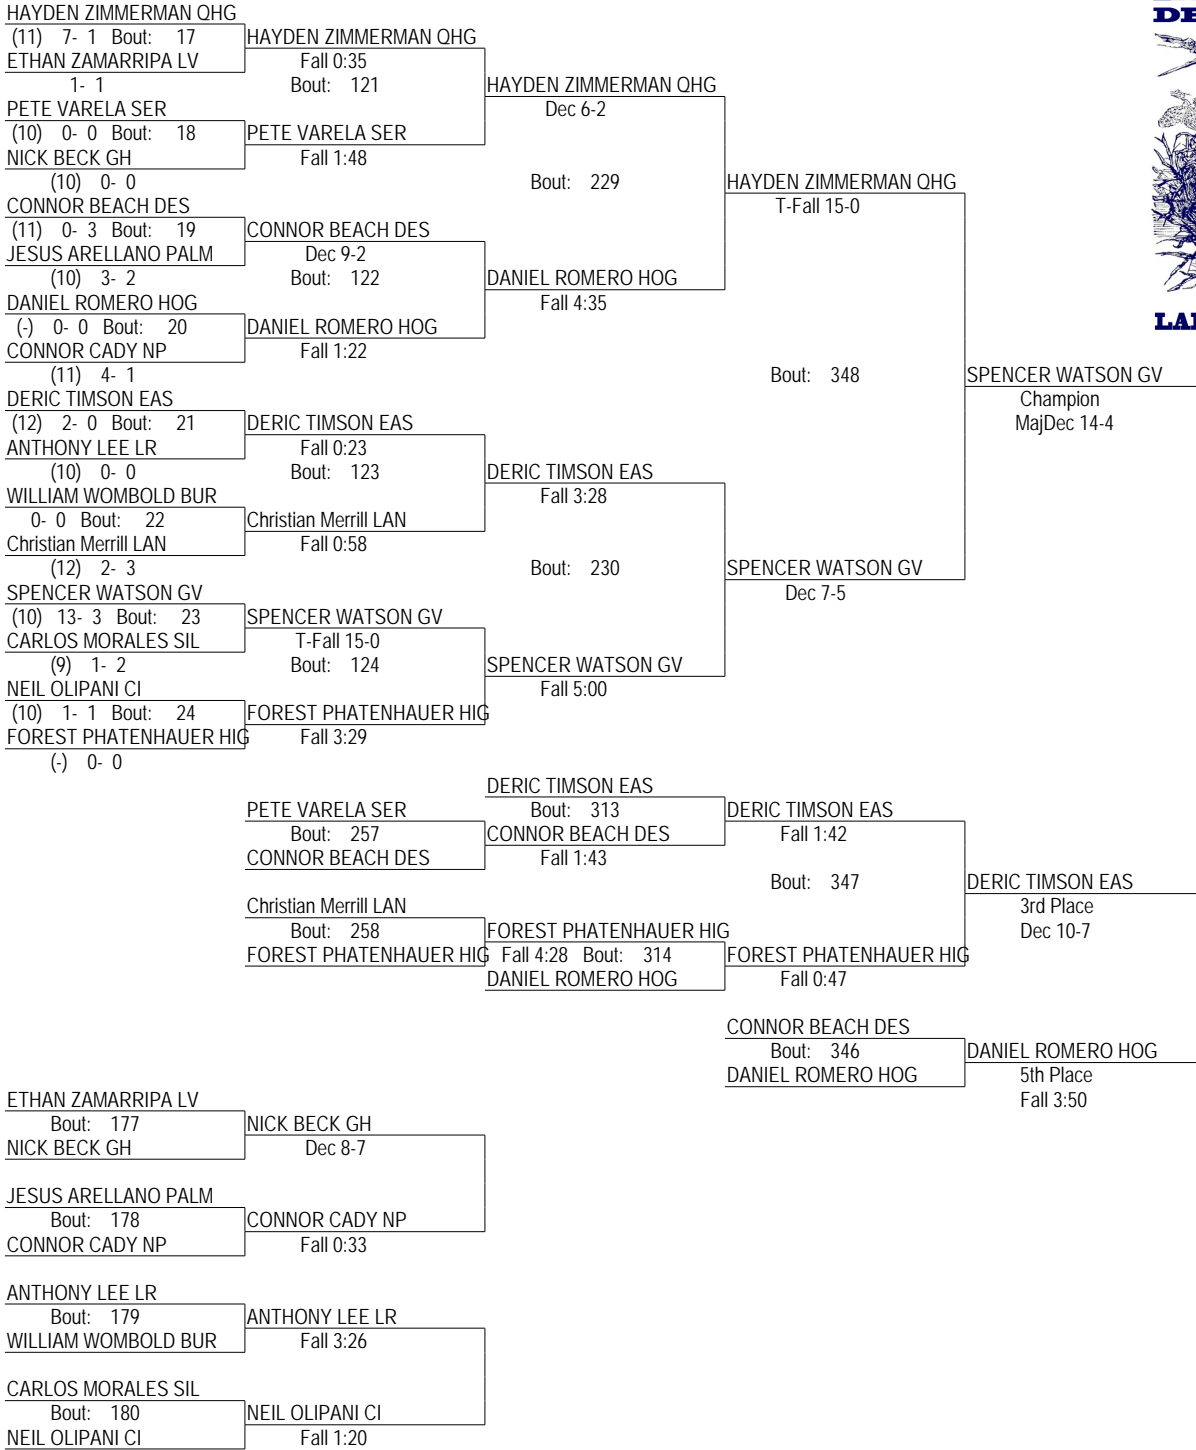 HAYDEN ZIMMERMAN QHG
(11) 7- 1 Bout: 17
ETHAN ZAMARRIPA LV
1- 1
PETE VARELA SER
(10) 0- 0 Bout: 18
NICK BECK GH
(10) 0- 0
CONNOR BEACH DES
(11) 0- 3 Bout: 19
JESUS ARELLANO PALM
(10) 3- 2
DANIEL ROMERO HOG
(-) 0- 0 Bout: 20
CONNOR CADY NP
(11) 4- 1
DERIC TIMSON EAS
(12) 2- 0 Bout: 21
ANTHONY LEE LR
(10) 0- 0
WILLIAM WOMBOLD BUR
0- 0 Bout: 22
Christian Merrill LAN
(12) 2- 3
SPENCER WATSON GV
(10) 13- 3 Bout: 23
CARLOS MORALES SIL
(9) 1- 2
NEIL OLIPANI CI
(10) 1- 1 Bout: 24
FOREST PHATENHAUER HIG
(-) 0- 0
HAYDEN ZIMMERMAN QHG
Fall 0:35
Bout: 121
PETE VARELA SER
Fall 1:48
CONNOR BEACH DES
Dec 9-2
Bout: 122
DANIEL ROMERO HOG
Fall 1:22
DERIC TIMSON EAS
Fall 0:23
Bout: 123
Christian Merrill LAN
Fall 0:58
SPENCER WATSON GV
T-Fall 15-0
Bout: 124
FOREST PHATENHAUER HIG
Fall 3:29
HAYDEN ZIMMERMAN QHG
Dec 6-2
Bout: 229
DANIEL ROMERO HOG
Fall 4:35
DERIC TIMSON EAS
Fall 3:28
Bout: 230
SPENCER WATSON GV
Fall 5:00
HAYDEN ZIMMERMAN QHG
T-Fall 15-0
Bout: 348
SPENCER WATSON GV
Dec 7-5
SPENCER WATSON GV
Champion
MajDec 14-4
PETE VARELA SER
Bout: 257
CONNOR BEACH DES
Christian Merrill LAN
Bout: 258
FOREST PHATENHAUER HIG
DERIC TIMSON EAS
Bout: 313
CONNOR BEACH DES
Fall 1:43
FOREST PHATENHAUER HIG
Fall 4:28 Bout: 314
DANIEL ROMERO HOG
DERIC TIMSON EAS
Fall 1:42
Bout: 347
FOREST PHATENHAUER HIG
Fall 0:47
DERIC TIMSON EAS
3rd Place
Dec 10-7
CONNOR BEACH DES
Bout: 346
DANIEL ROMERO HOG
DANIEL ROMERO HOG
5th Place
Fall 3:50
ETHAN ZAMARRIPA LV
Bout: 177
NICK BECK GH
NICK BECK GH
Dec 8-7
JESUS ARELLANO PALM
Bout: 178
CONNOR CADY NP
CONNOR CADY NP
Fall 0:33
ANTHONY LEE LR
Bout: 179
WILLIAM WOMBOLD BUR
ANTHONY LEE LR
Fall 3:26
CARLOS MORALES SIL
Bout: 180
NEIL OLIPANI CI
NEIL OLIPANI CI
Fall 1:20